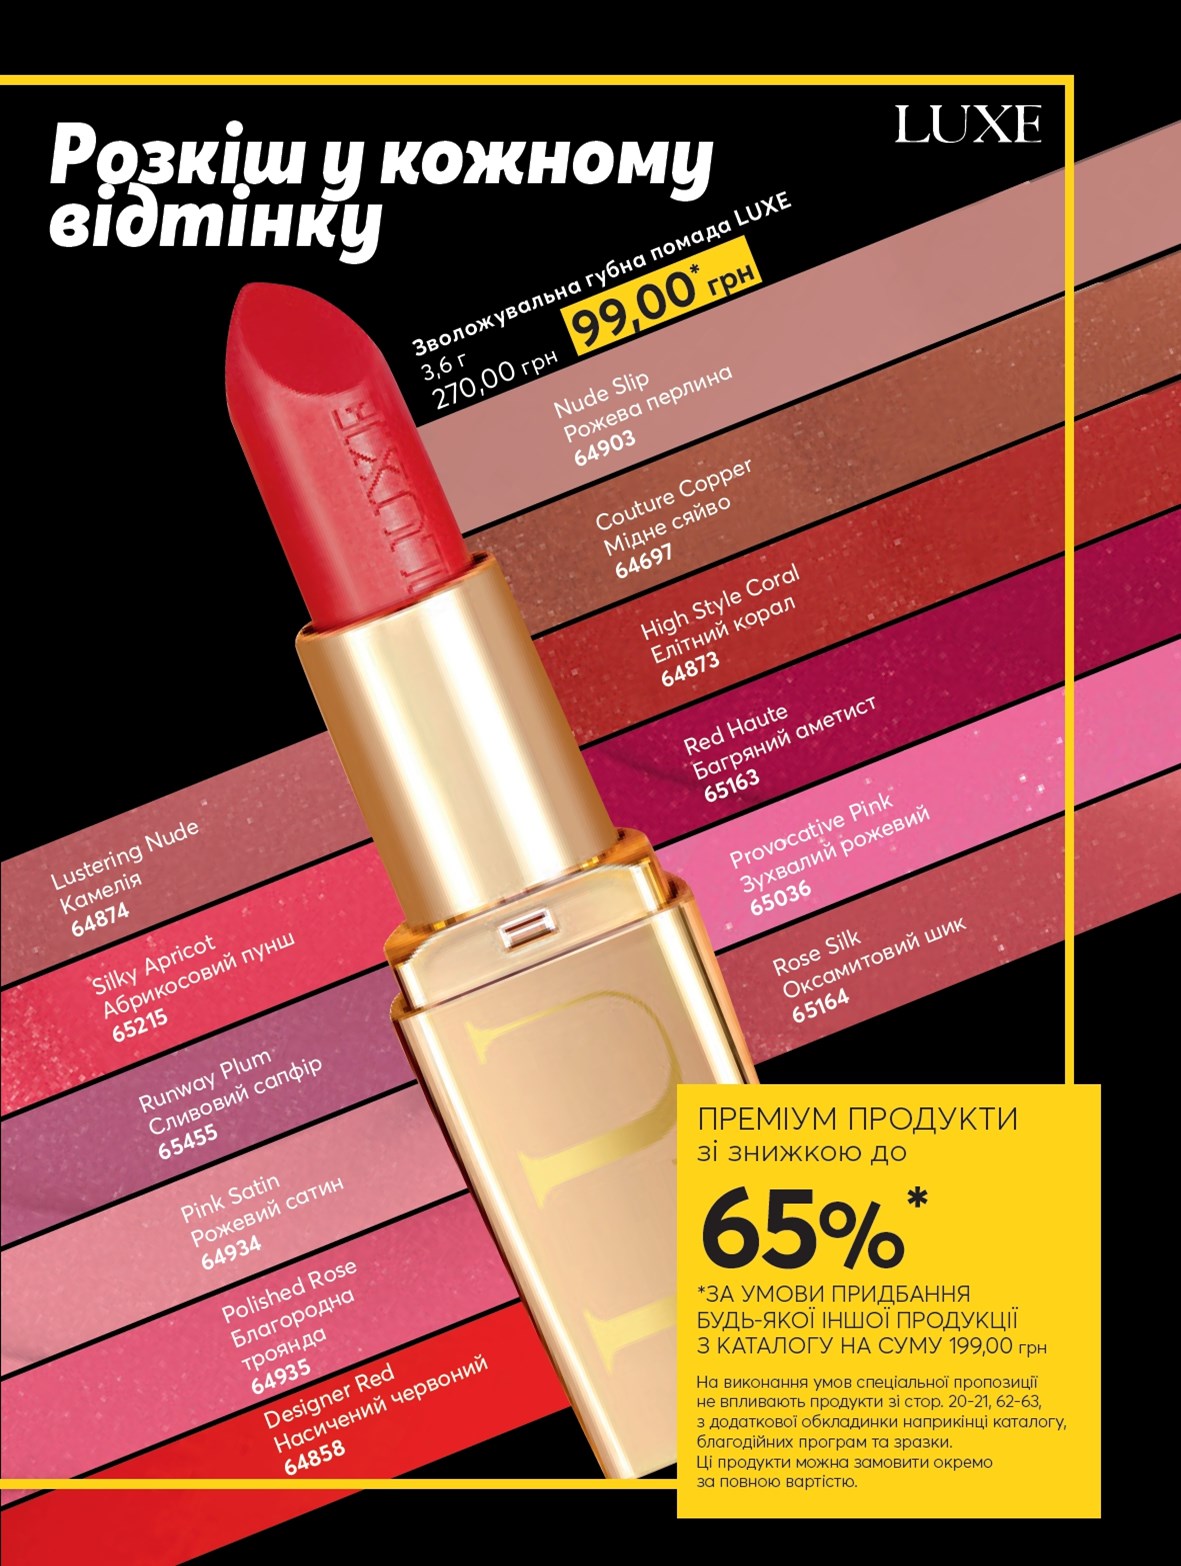 LUXE
Розкіш у кожному
відтінку
Зволожувальна губна помада LUXE
3,6 г
270,00 грн
99,00* грн
Nude Slip
Рожева перлина
64903
Couture Copper
Мідне сяйво
64697
High Style Coral
Елітний корал
64873
Red Haute
Багряний аметист
65163
Provocative Pink
Зухвалий рожевий
65036
Rose Silk
Оксамитовий шик
65164
Lustering Nude
Камелія
64874
Silky Apricot
Абрикосовий пунш
65215
Runway Plum
Сливовий сапфір
65455
Pink Satin
Рожевий сатин
64934
Polished Rose
Благородна
троянда
64935
Designer Red
Насичений червоний
64858
LUXE
ПРЕМІУМ ПРОДУКТИ
зі знижкою до
65%*
*ЗА УМОВИ ПРИДБАННЯ
БУДЬ-ЯКОЇ ІНШОЇ ПРОДУКЦІЇ
З КАТАЛОГУ НА СУМУ 199,00 грн
На виконання умов спеціальної пропозиції
не впливають продукти зі стор. 20-21, 62-63,
з додаткової обкладинки наприкінці каталогу,
благодійних програм та зразки.
Ці продукти можна замовити окремо
за повною вартістю.